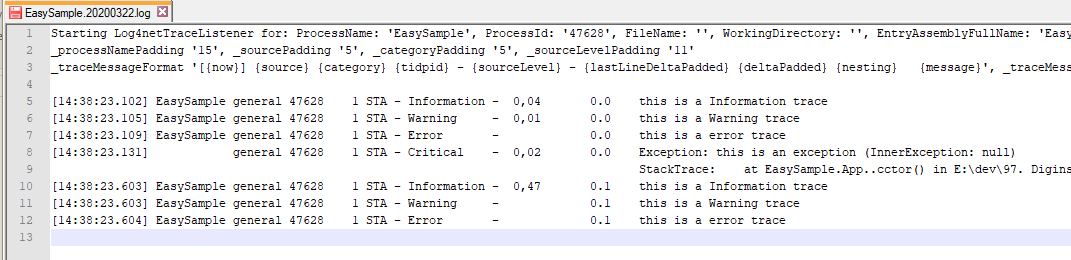 EasySample.20200322.log
1 Starting Log4netTraceListener for: ProcessName: 'EasySample', ProcessId: '47628', FileName: '', WorkingDirectory: '', EntryAssemblyFullName: 'Easy
2 _processNamePadding '15', _sourcePadding '5', _categoryPadding '5', _sourceLevelPadding '11'
3 _traceMessageFormat '[{now}] {source} {category} {tidpid} - {sourceLevel} - {lastLineDeltaPadded} {deltaPadded} {nesting} {message}', _traceMess
4
5 [14:38:23.102] EasySample general 47628 1 STA - Information - 0,04 0.0 this is a Information trace
6 [14:38:23.105] EasySample general 47628 1 STA - Warning - 0,01 0.0 this is a Warning trace
7 [14:38:23.109] EasySample general 47628 1 STA - Error - 0.0 this is a error trace
8 [14:38:23.131] general 47628 1 STA - Critical - 0,02 0.0 Exception: this is an exception (InnerException: null)
9 StackTrace: at EasySample.App..cctor() in E:\dev\97. Digins
10 [14:38:23.603] EasySample general 47628 1 STA - Information - 0,47 0.1 this is a Information trace
11 [14:38:23.603] EasySample general 47628 1 STA - Warning - 0.1 this is a Warning trace
12 [14:38:23.604] EasySample general 47628 1 STA - Error - 0.1 this is a error trace
13